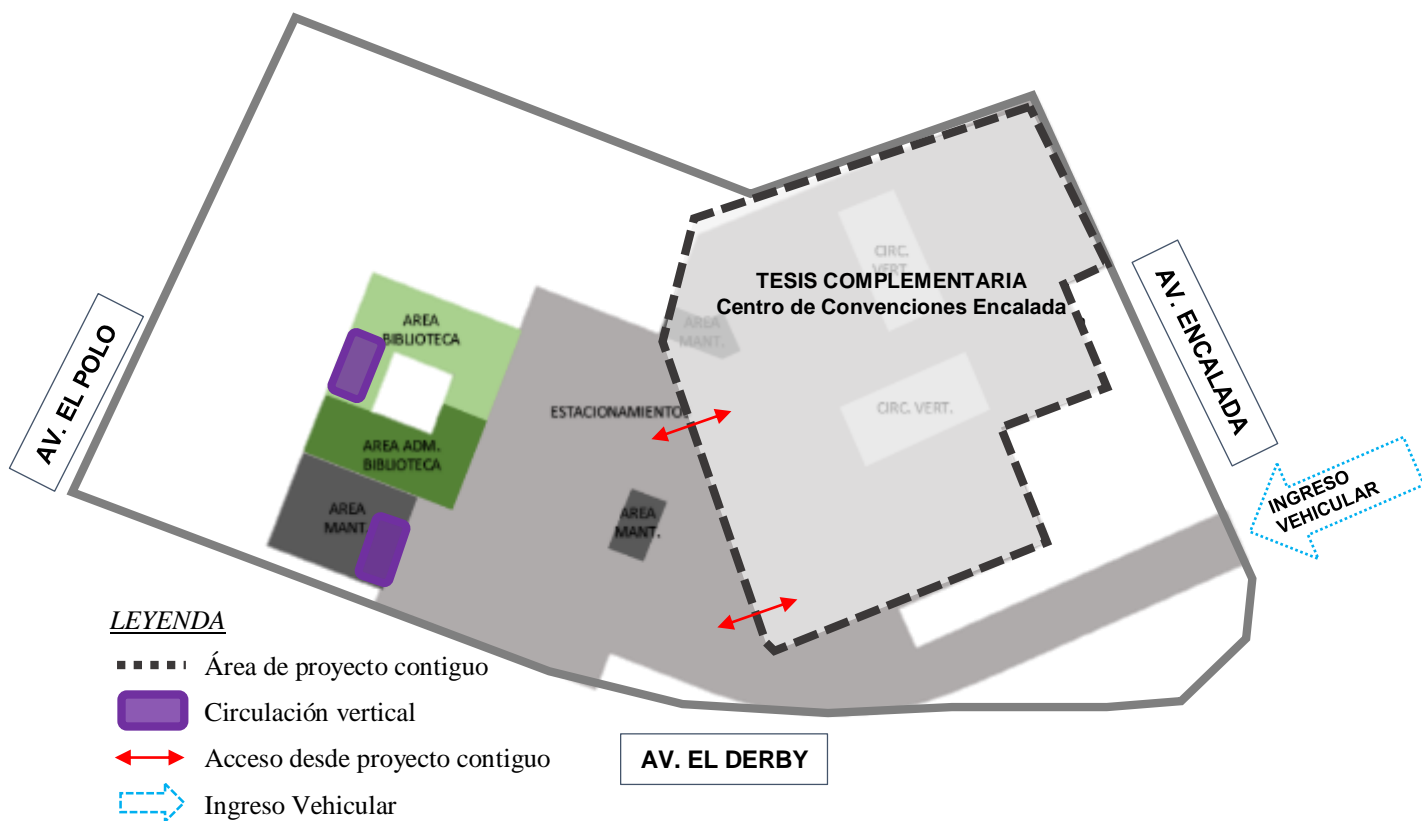 CIRC.
VERT.
TESIS COMPLEMENTARIA
Centro de Convenciones Encalada
AREA
MANT.
CIRC. VERT.
AV. ENCALADA
INGRESO
VEHICULAR
AV. EL POLO
AREA
BIBLIOTECA
ESTACIONAMIENTO
AREA ADM.
BIBLIOTECA
AREA
MANT.
AREA
MANT.
LEYENDA
Área de proyecto contiguo
Circulación vertical
Acceso desde proyecto contiguo
Ingreso Vehicular
AV. EL DERBY